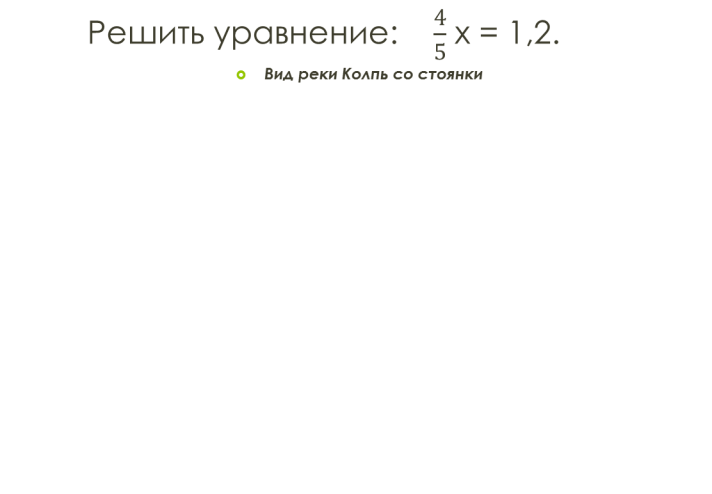 Решить уравнение: 4/5 x = 1,2.
Вид реки Колпь со стоянки